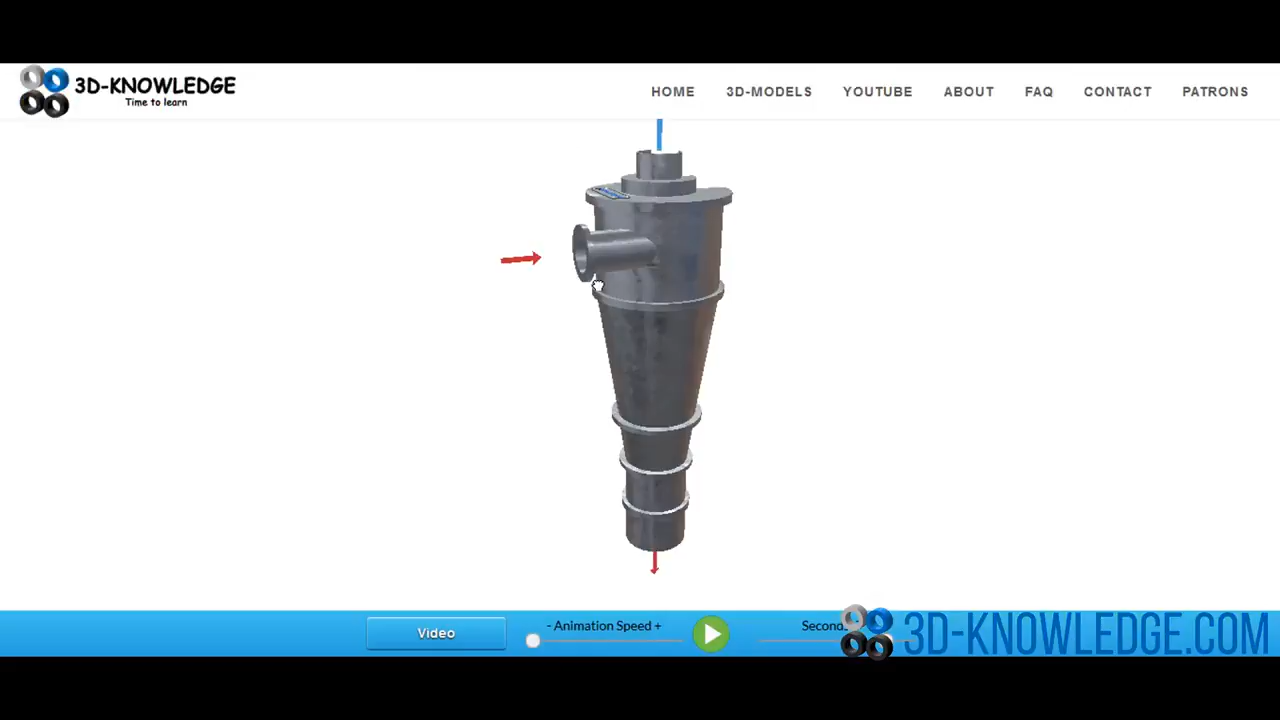 3D-KNOWLEDGE
Time to learn
HOME 3D-MODELS YOUTUBE ABOUT FAQ CONTACT PATRONS
Video
- Animation Speed +
Second
3D-KNOWLEDGE.COM